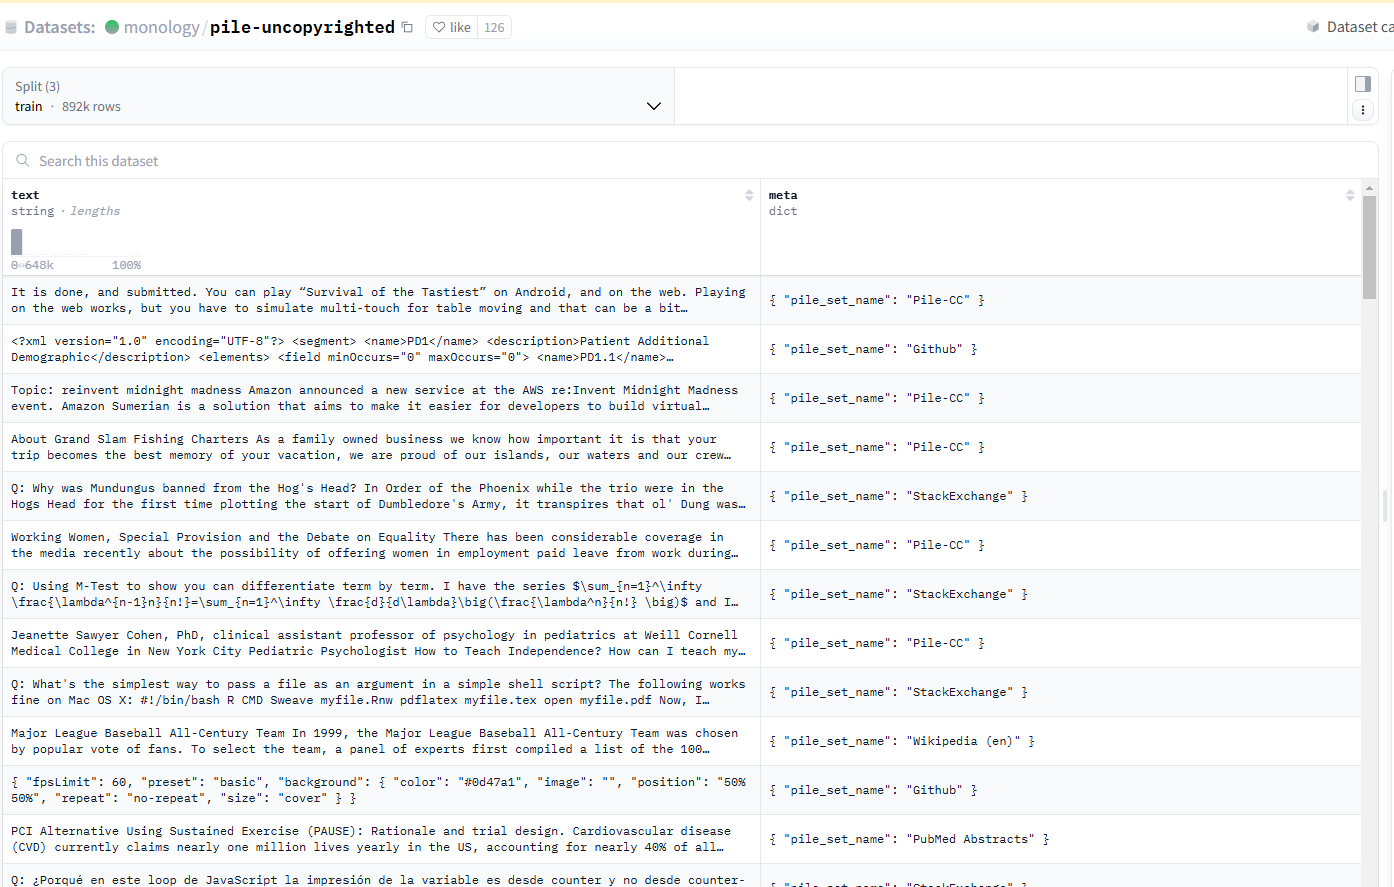 Datasets: monology/pile-uncopyrighted like 126 Dataset ca
Split (3)
train · 892k rows
Search this dataset
text meta
string · lengths dict
0 648k 100%
It is done, and submitted. You can play “Survival of the Tastiest” on Android, and on the web. Playing
on the web works, but you have to simulate multi-touch for table moving and that can be a bit…
{ "pile_set_name": "Pile-CC" }
<?xml version="1.0" encoding="UTF-8"?> <segment> <name>PD1</name> <description>Patient Additional
Demographic</description> <elements> <field minOccurs="0" maxOccurs="0"> <name>PD1.1</name>…
{ "pile_set_name": "Github" }
Topic: reinvent midnight madness Amazon announced a new service at the AWS re:Invent Midnight Madness
event. Amazon Sumerian is a solution that aims to make it easier for developers to build virtual…
{ "pile_set_name": "Pile-CC" }
About Grand Slam Fishing Charters As a family owned business we know how important it is that your
trip becomes the best memory of your vacation, we are proud of our islands, our waters and our crew…
{ "pile_set_name": "Pile-CC" }
Q: Why was Mundungus banned from the Hog's Head? In Order of the Phoenix while the trio were in the
Hogs Head for the first time plotting the start of Dumbledore's Army, it transpires that ol' Dung was…
{ "pile_set_name": "StackExchange" }
Working Women, Special Provision and the Debate on Equality There has been considerable coverage in
the media recently about the possibility of offering women in employment paid leave from work during…
{ "pile_set_name": "Pile-CC" }
Q: Using M-Test to show you can differentiate term by term. I have the series $\sum_{n=1}^\infty
\frac{\lambda^{n-1}n}{n!}=\sum_{n=1}^\infty \frac{d}{d\lambda}\big(\frac{\lambda^n}{n!} \big)$ and I…
{ "pile_set_name": "StackExchange" }
Jeanette Sawyer Cohen, PhD, clinical assistant professor of psychology in pediatrics at Weill Cornell
Medical College in New York City Pediatric Psychologist How to Teach Independence? How can I teach my…
{ "pile_set_name": "Pile-CC" }
Q: What's the simplest way to pass a file as an argument in a simple shell script? The following works
fine on Mac OS X: #!/bin/bash R CMD Sweave myfile.Rnw pdflatex myfile.tex open myfile.pdf Now, I…
{ "pile_set_name": "StackExchange" }
Major League Baseball All-Century Team In 1999, the Major League Baseball All-Century Team was chosen
by popular vote of fans. To select the team, a panel of experts first compiled a list of the 100…
{ "pile_set_name": "Wikipedia (en)" }
{ "fpsLimit": 60, "preset": "basic", "background": { "color": "#0d47a1", "image": "", "position": "50%
50%", "repeat": "no-repeat", "size": "cover" } }
{ "pile_set_name": "Github" }
PCI Alternative Using Sustained Exercise (PAUSE): Rationale and trial design. Cardiovascular disease
(CVD) currently claims nearly one million lives yearly in the US, accounting for nearly 40% of all…
{ "pile_set_name": "PubMed Abstracts" }
Q: ¿Porqué en este loop de JavaScript la impresión de la variable es desde counter y no desde counter-